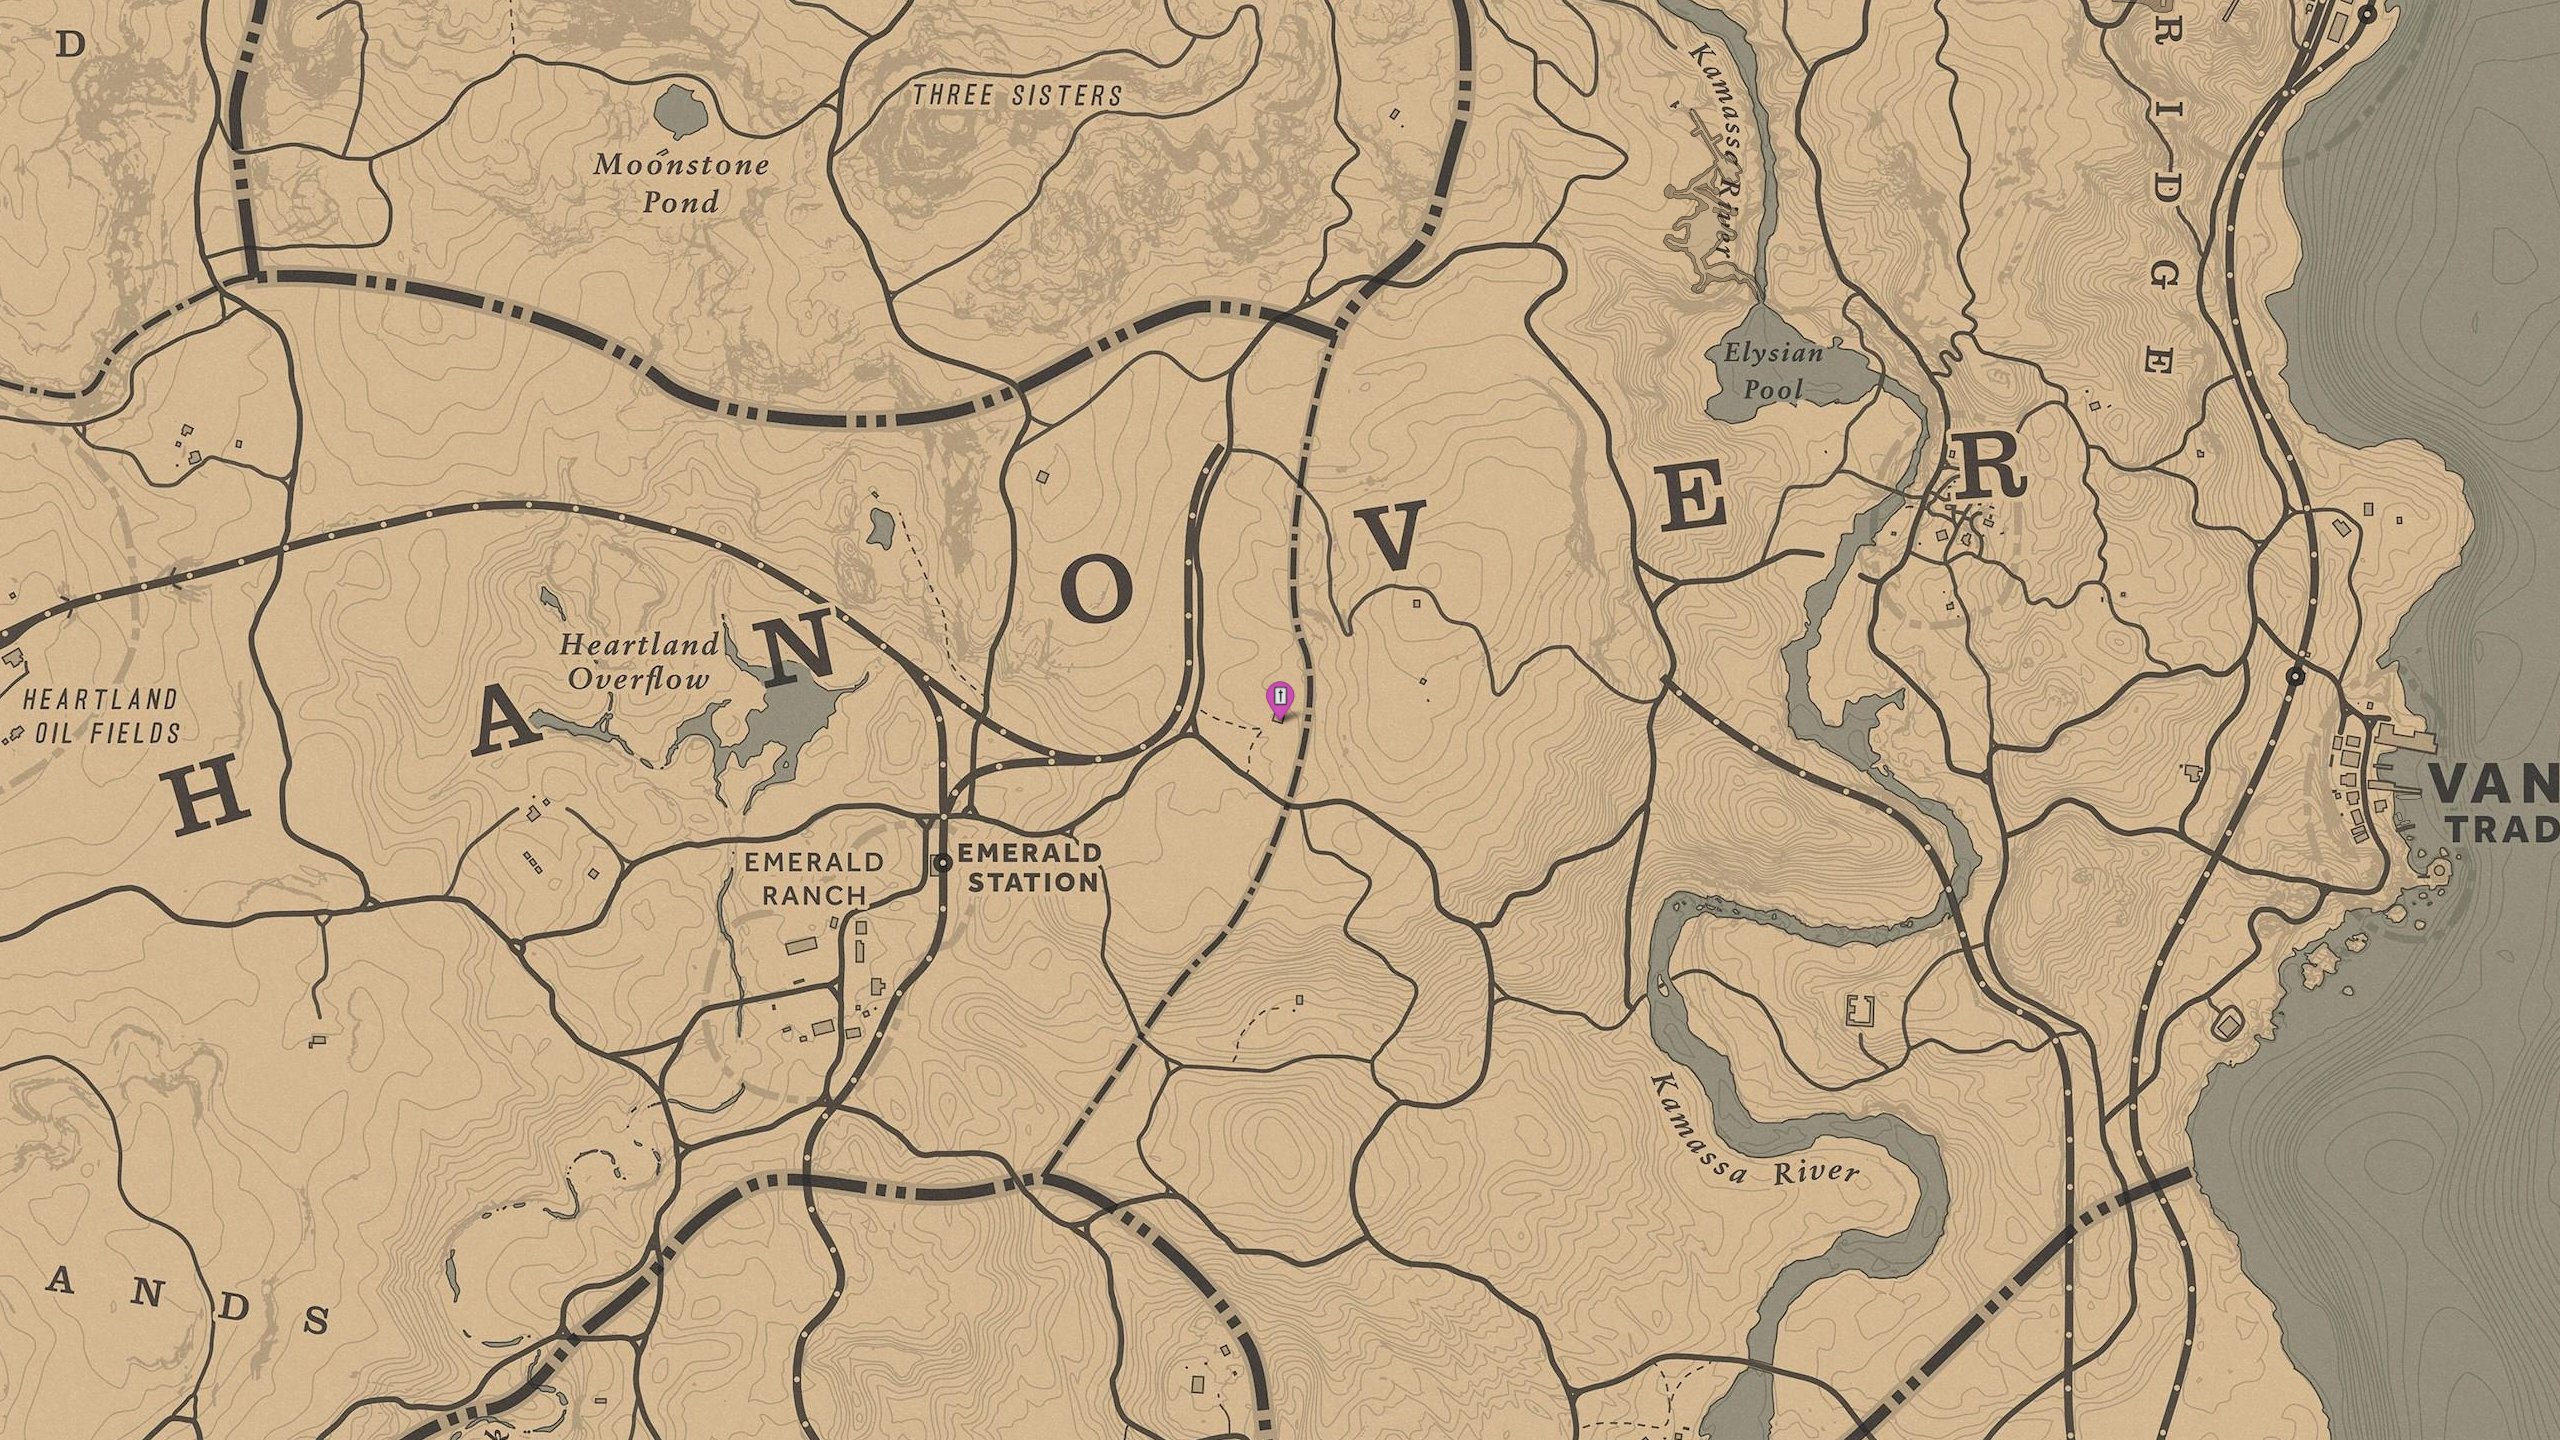 D
R
I
D
G
E
THREE SISTERS
Kamassa River
Moonstone
Pond
Elysian
Pool
H A N O V E R
Heartland
Overflow
HEARTLAND
OIL FIELDS
VAN
TRAD
EMERALD
RANCH
EMERALD
STATION
Kamassa River
A N D S